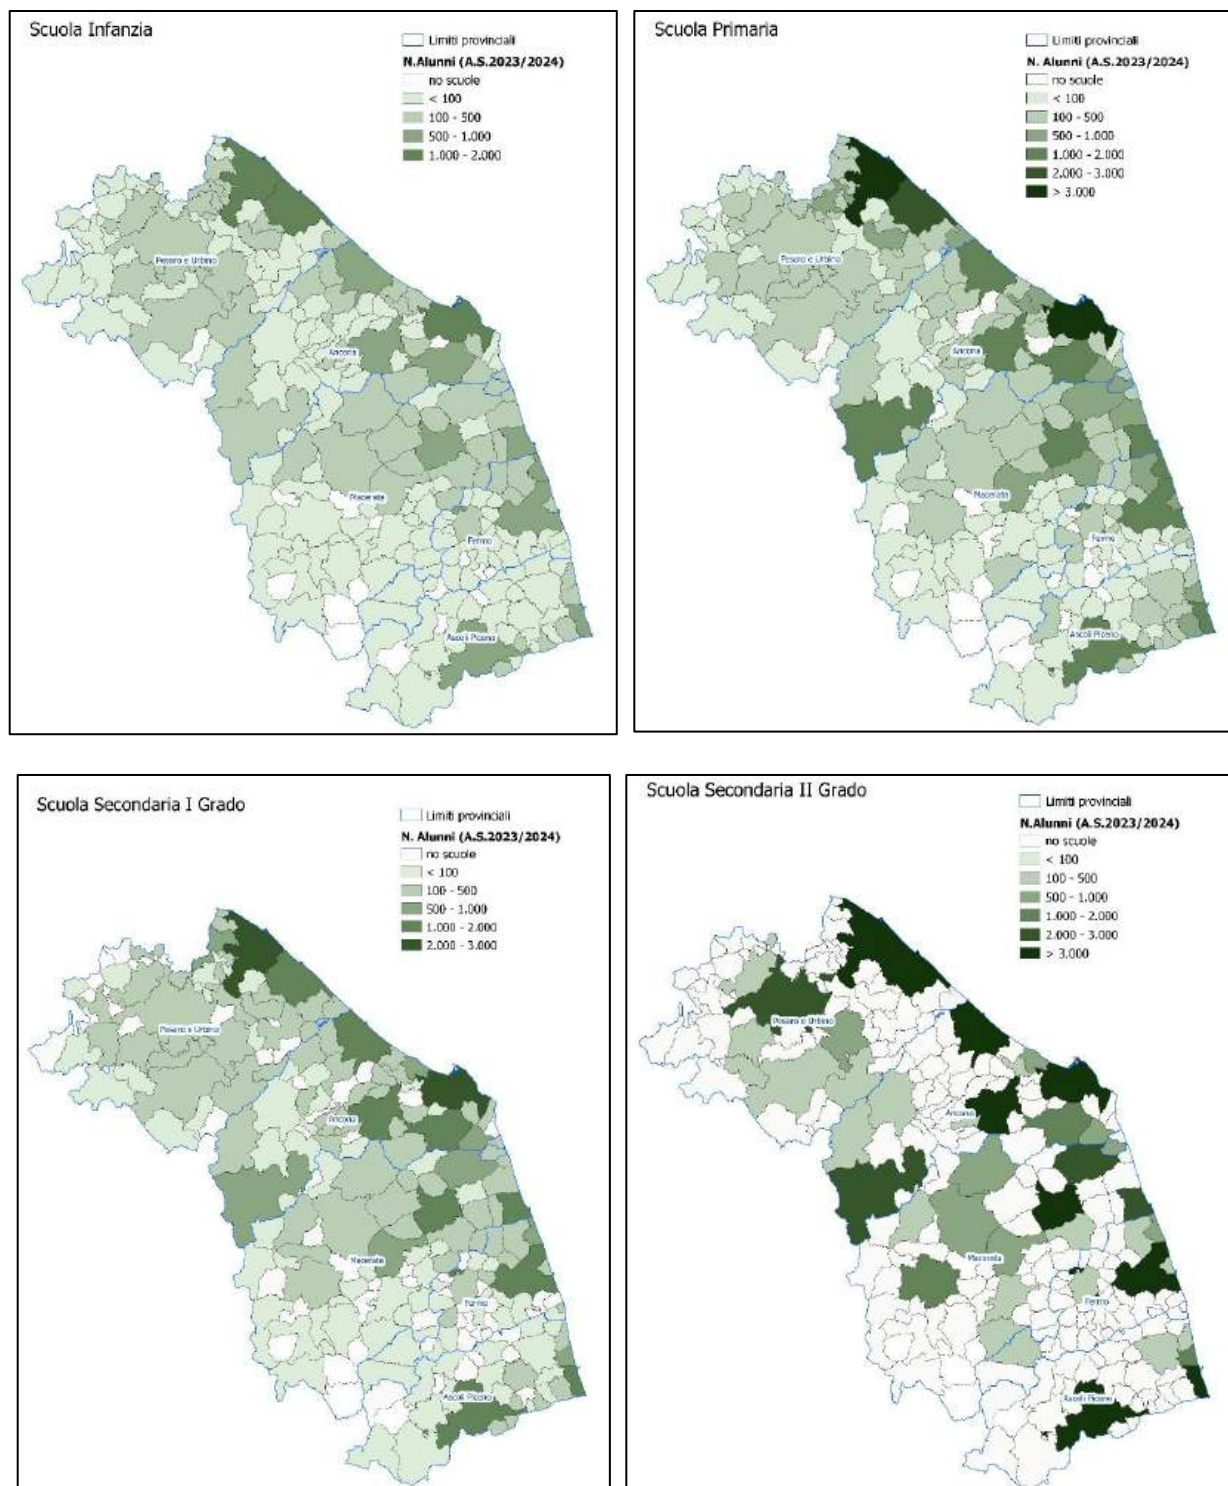 Scuola Infanzia
Limiti provinciali
N.Alunni (A.S.2023/2024)
no scuole
< 100
100 - 500
500 - 1.000
1.000 - 2.000
Pesaro e Urbino
Ancona
Macerata
Fermo
Ascoli Piceno
Scuola Primaria
Limiti provinciali
N. Alunni (A.S.2023/2024)
no scuole
< 100
100 - 500
500 - 1.000
1.000 - 2.000
2.000 - 3.000
> 3.000
Pesaro e Urbino
Ancona
Macerata
Fermo
Ascoli Piceno
Scuola Secondaria I Grado
Limiti provinciali
N. Alunni (A.S.2023/2024)
no scuole
< 100
100 - 500
500 - 1.000
1.000 - 2.000
2.000 - 3.000
Pesaro e Urbino
Ancona
Macerata
Fermo
Ascoli Piceno
Scuola Secondaria II Grado
Limiti provinciali
N.Alunni (A.S.2023/2024)
no scuole
< 100
100 - 500
500 - 1.000
1.000 - 2.000
2.000 - 3.000
> 3.000
Pesaro e Urbino
Ancona
Macerata
Fermo
Ascoli Piceno